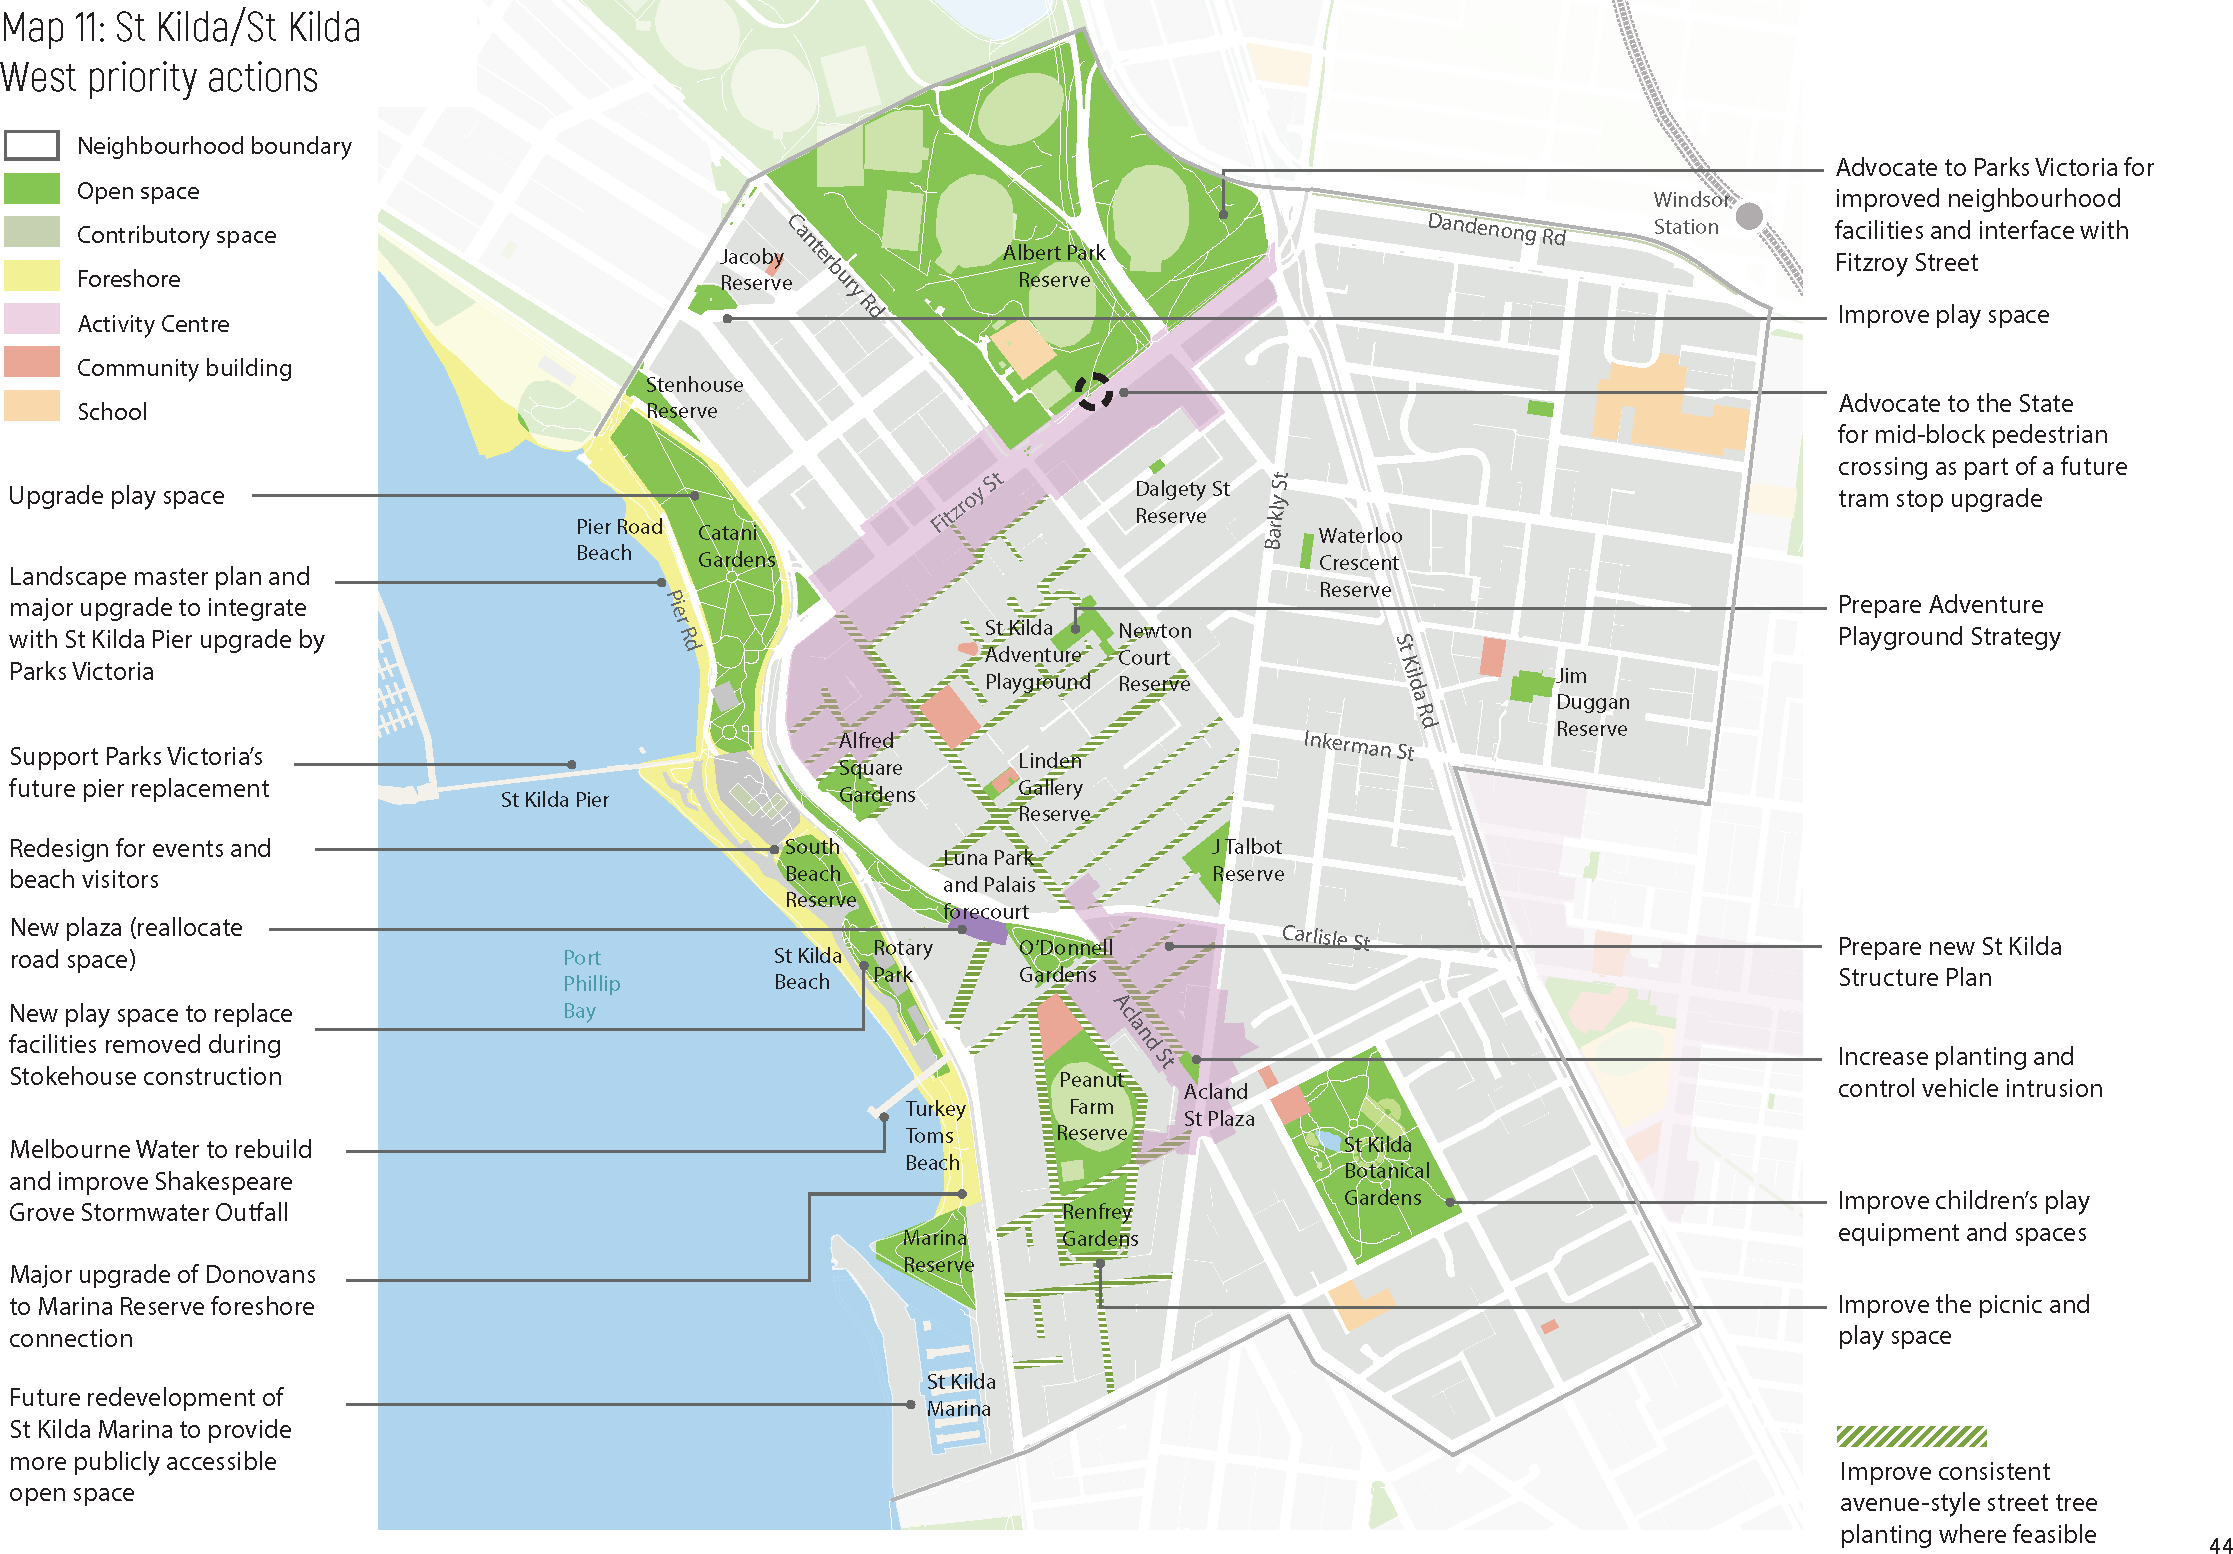 Map 11: St Kilda/St Kilda
West priority actions
Neighbourhood boundary
Open space
Contributory space
Foreshore
Activity Centre
Community building
School
Upgrade play space
Landscape master plan and
major upgrade to integrate
with St Kilda Pier upgrade by
Parks Victoria
Support Parks Victoria's
future pier replacement
Redesign for events and
beach visitors
New plaza (reallocate
road space)
New play space to replace
facilities removed during
Stokehouse construction
Melbourne Water to rebuild
and improve Shakespeare
Grove Stormwater Outfall
Major upgrade of Donovans
to Marina Reserve foreshore
connection
Future redevelopment of
St Kilda Marina to provide
more publicly accessible
open space
Jacoby
Reserve
Canterbury Rd
Albert Park
Reserve
Dandenong Rd
Windsor
Station
Stenhouse
Reserve
Pier Road
Beach
Catani
Gardens
Pier Rd
Fitzroy St
Dalgety St
Reserve
Barkly St
Waterloo
Crescent
Reserve
St Kilda
Adventure
Playground
Newton
Court
Reserve
St Kilda Rd
Jim
Duggan
Reserve
Inkerman St
Alfred
Square
Gardens
Linden
Gallery
Reserve
St Kilda Pier
South
Beach
Reserve
Luna Park
and Palais
forecourt
J Talbot
Reserve
Carlisle St
Port
Phillip
Bay
St Kilda
Beach
Rotary
Park
O'Donnell
Gardens
Acland St
Peanut
Farm
Reserve
Acland
St Plaza
Turkey
Toms
Beach
St Kilda
Botanical
Gardens
Renfrey
Gardens
Marina
Reserve
St Kilda
Marina
Advocate to Parks Victoria for
improved neighbourhood
facilities and interface with
Fitzroy Street
Improve play space
Advocate to the State
for mid-block pedestrian
crossing as part of a future
tram stop upgrade
Prepare Adventure
Playground Strategy
Prepare new St Kilda
Structure Plan
Increase planting and
control vehicle intrusion
Improve children's play
equipment and spaces
Improve the picnic and
play space
Improve consistent
avenue-style street tree
planting where feasible
44